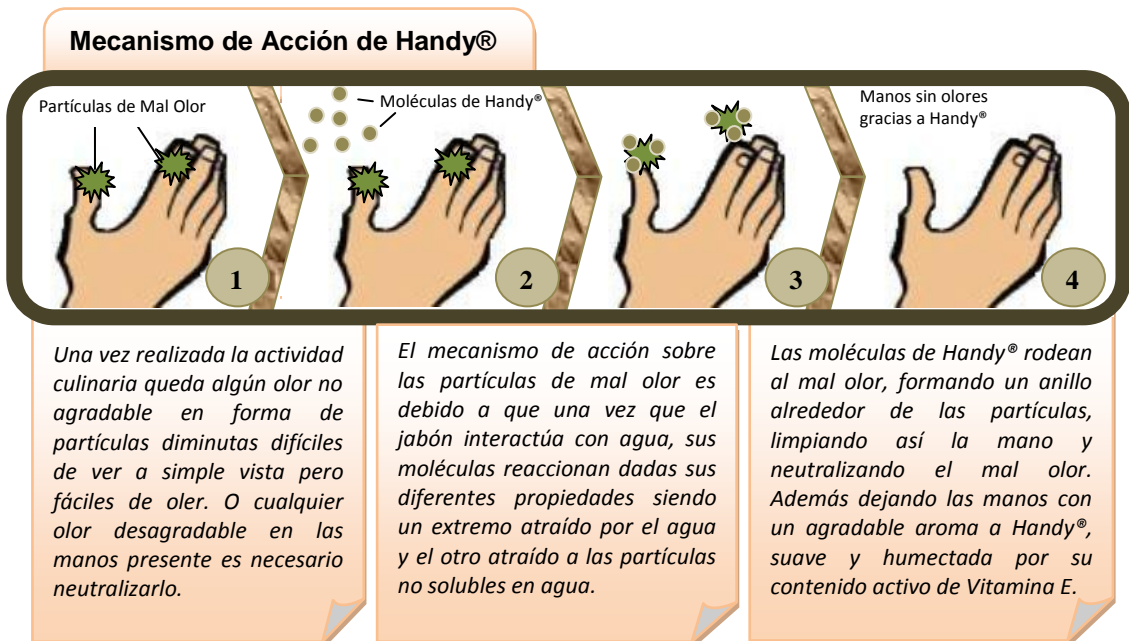 Mecanismo de Acción de Handy®
Partículas de Mal Olor
Moléculas de Handy®
Manos sin olores
gracias a Handy®
1
2
3
4
Una vez realizada la actividad
culinaria queda algún olor no
agradable en forma de
partículas diminutas difíciles
de ver a simple vista pero
fáciles de oler. O cualquier
olor desagradable en las
manos presente es necesario
neutralizarlo.
El mecanismo de acción sobre
las partículas de mal olor es
debido a que una vez que el
jabón interactúa con agua, sus
moléculas reaccionan dadas sus
diferentes propiedades siendo
un extremo atraído por el agua
y el otro atraído a las partículas
no solubles en agua.
Las moléculas de Handy® rodean
al mal olor, formando un anillo
alrededor de las partículas,
limpiando así la mano y
neutralizando el mal olor.
Además dejando las manos con
un agradable aroma a Handy®,
suave y humectada por su
contenido activo de Vitamina E.